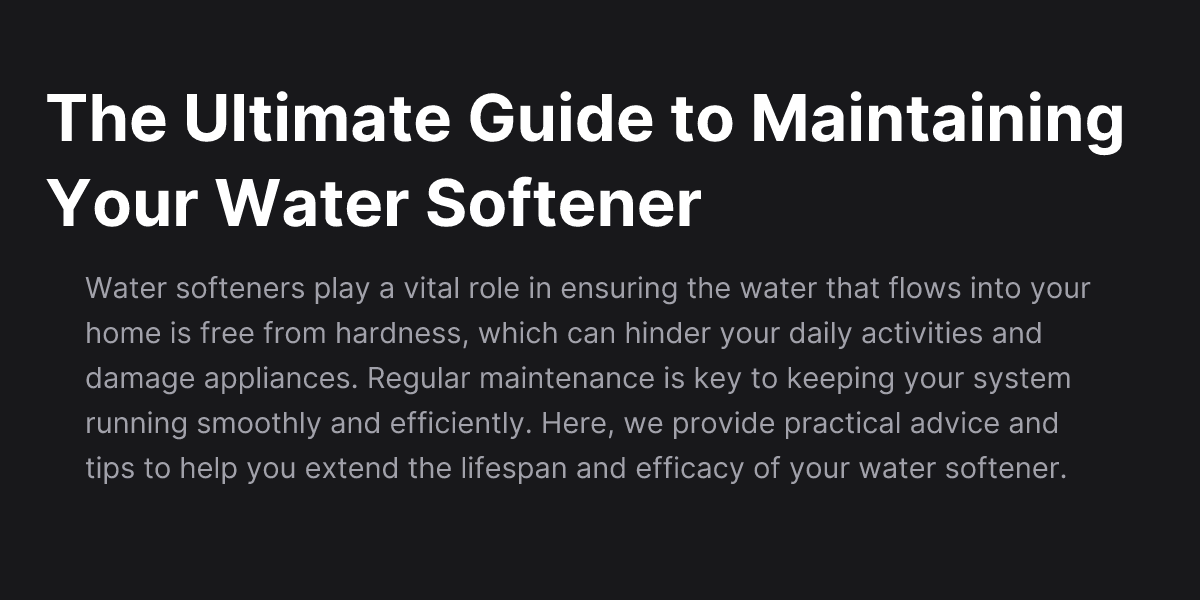 The Ultimate Guide to Maintaining
Your Water Softener
Water softeners play a vital role in ensuring the water that flows into your
home is free from hardness, which can hinder your daily activities and
damage appliances. Regular maintenance is key to keeping your system
running smoothly and efficiently. Here, we provide practical advice and
tips to help you extend the lifespan and efficacy of your water softener.